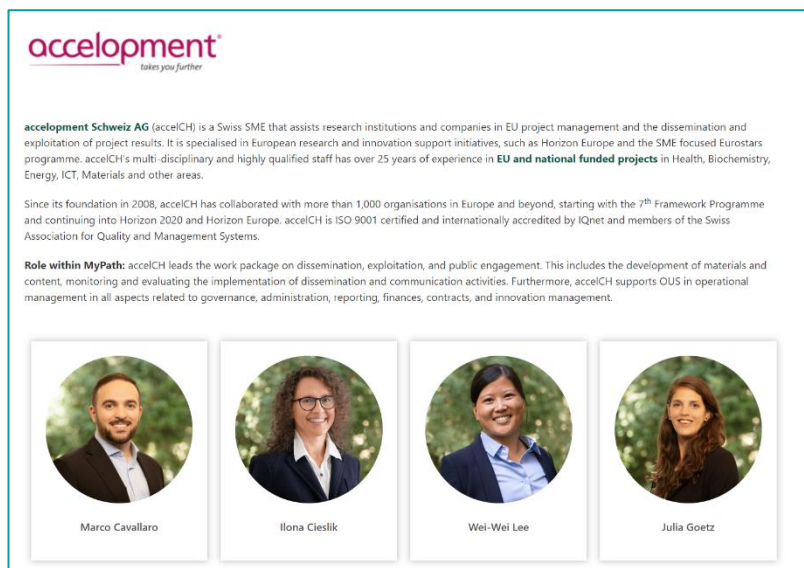 accelopment®
takes you further
accelopment Schweiz AG (accelCH) is a Swiss SME that assists research institutions and companies in EU project management and the dissemination and
exploitation of project results. It is specialised in European research and innovation support initiatives, such as Horizon Europe and the SME focused Eurostars
programme. accelCH's multi-disciplinary and highly qualified staff has over 25 years of experience in EU and national funded projects in Health, Biochemistry,
Energy, ICT, Materials and other areas.
Since its foundation in 2008, accelCH has collaborated with more than 1,000 organisations in Europe and beyond, starting with the 7th Framework Programme
and continuing into Horizon 2020 and Horizon Europe. accelCH is ISO 9001 certified and internationally accredited by IQnet and members of the Swiss
Association for Quality and Management Systems.
Role within MyPath: accelCH leads the work package on dissemination, exploitation, and public engagement. This includes the development of materials and
content, monitoring and evaluating the implementation of dissemination and communication activities. Furthermore, accelCH supports OUS in operational
management in all aspects related to governance, administration, reporting, finances, contracts, and innovation management.
Marco Cavallaro
Ilona Cieslik
Wei-Wei Lee
Julia Goetz